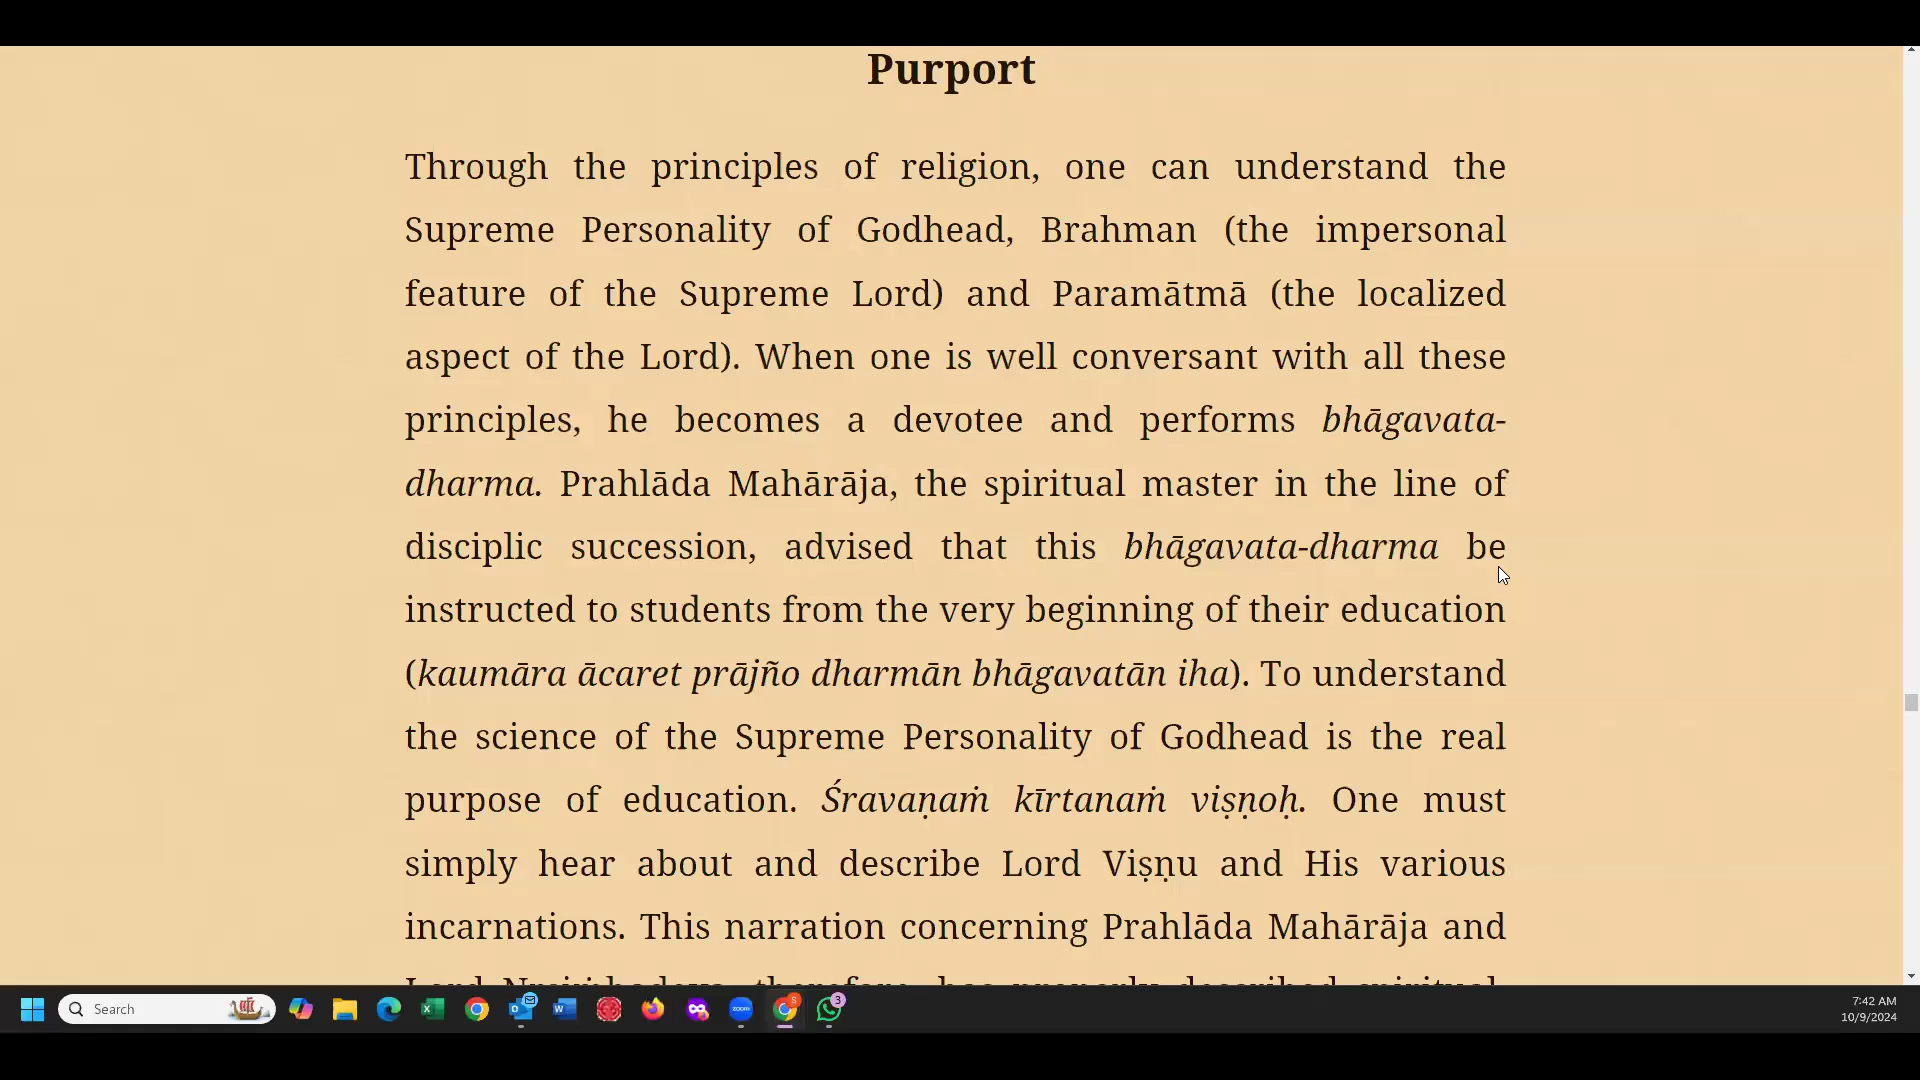 Purport
Through the principles of religion, one can understand the
Supreme Personality of Godhead, Brahman (the impersonal
feature of the Supreme Lord) and Paramātmā (the localized
aspect of the Lord). When one is well conversant with all these
principles, he becomes a devotee and performs bhāgavata-
dharma. Prahlāda Mahārāja, the spiritual master in the line of
disciplic succession, advised that this bhāgavata-dharma be
instructed to students from the very beginning of their education
(kaumāra ācaret prājño dharmān bhāgavatān iha). To understand
the science of the Supreme Personality of Godhead is the real
purpose of education. Śravaṇaṁ kīrtanaṁ viṣṇoḥ. One must
simply hear about and describe Lord Viṣṇu and His various
incarnations. This narration concerning Prahlāda Mahārāja and
Search
3
7:42 AM
10/9/2024